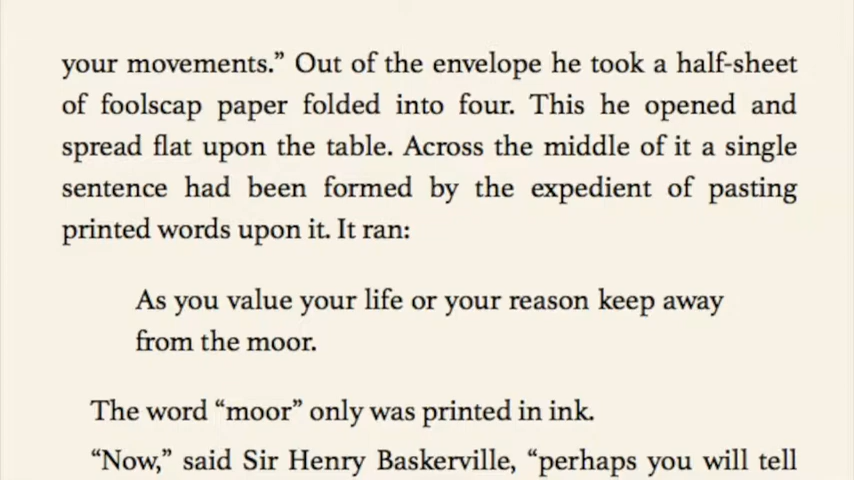 your movements.” Out of the envelope he took a half-sheet
of foolscap paper folded into four. This he opened and
spread flat upon the table. Across the middle of it a single
sentence had been formed by the expedient of pasting
printed words upon it. It ran:
As you value your life or your reason keep away
from the moor.
The word “moor” only was printed in ink.
“Now,” said Sir Henry Baskerville, “perhaps you will tell